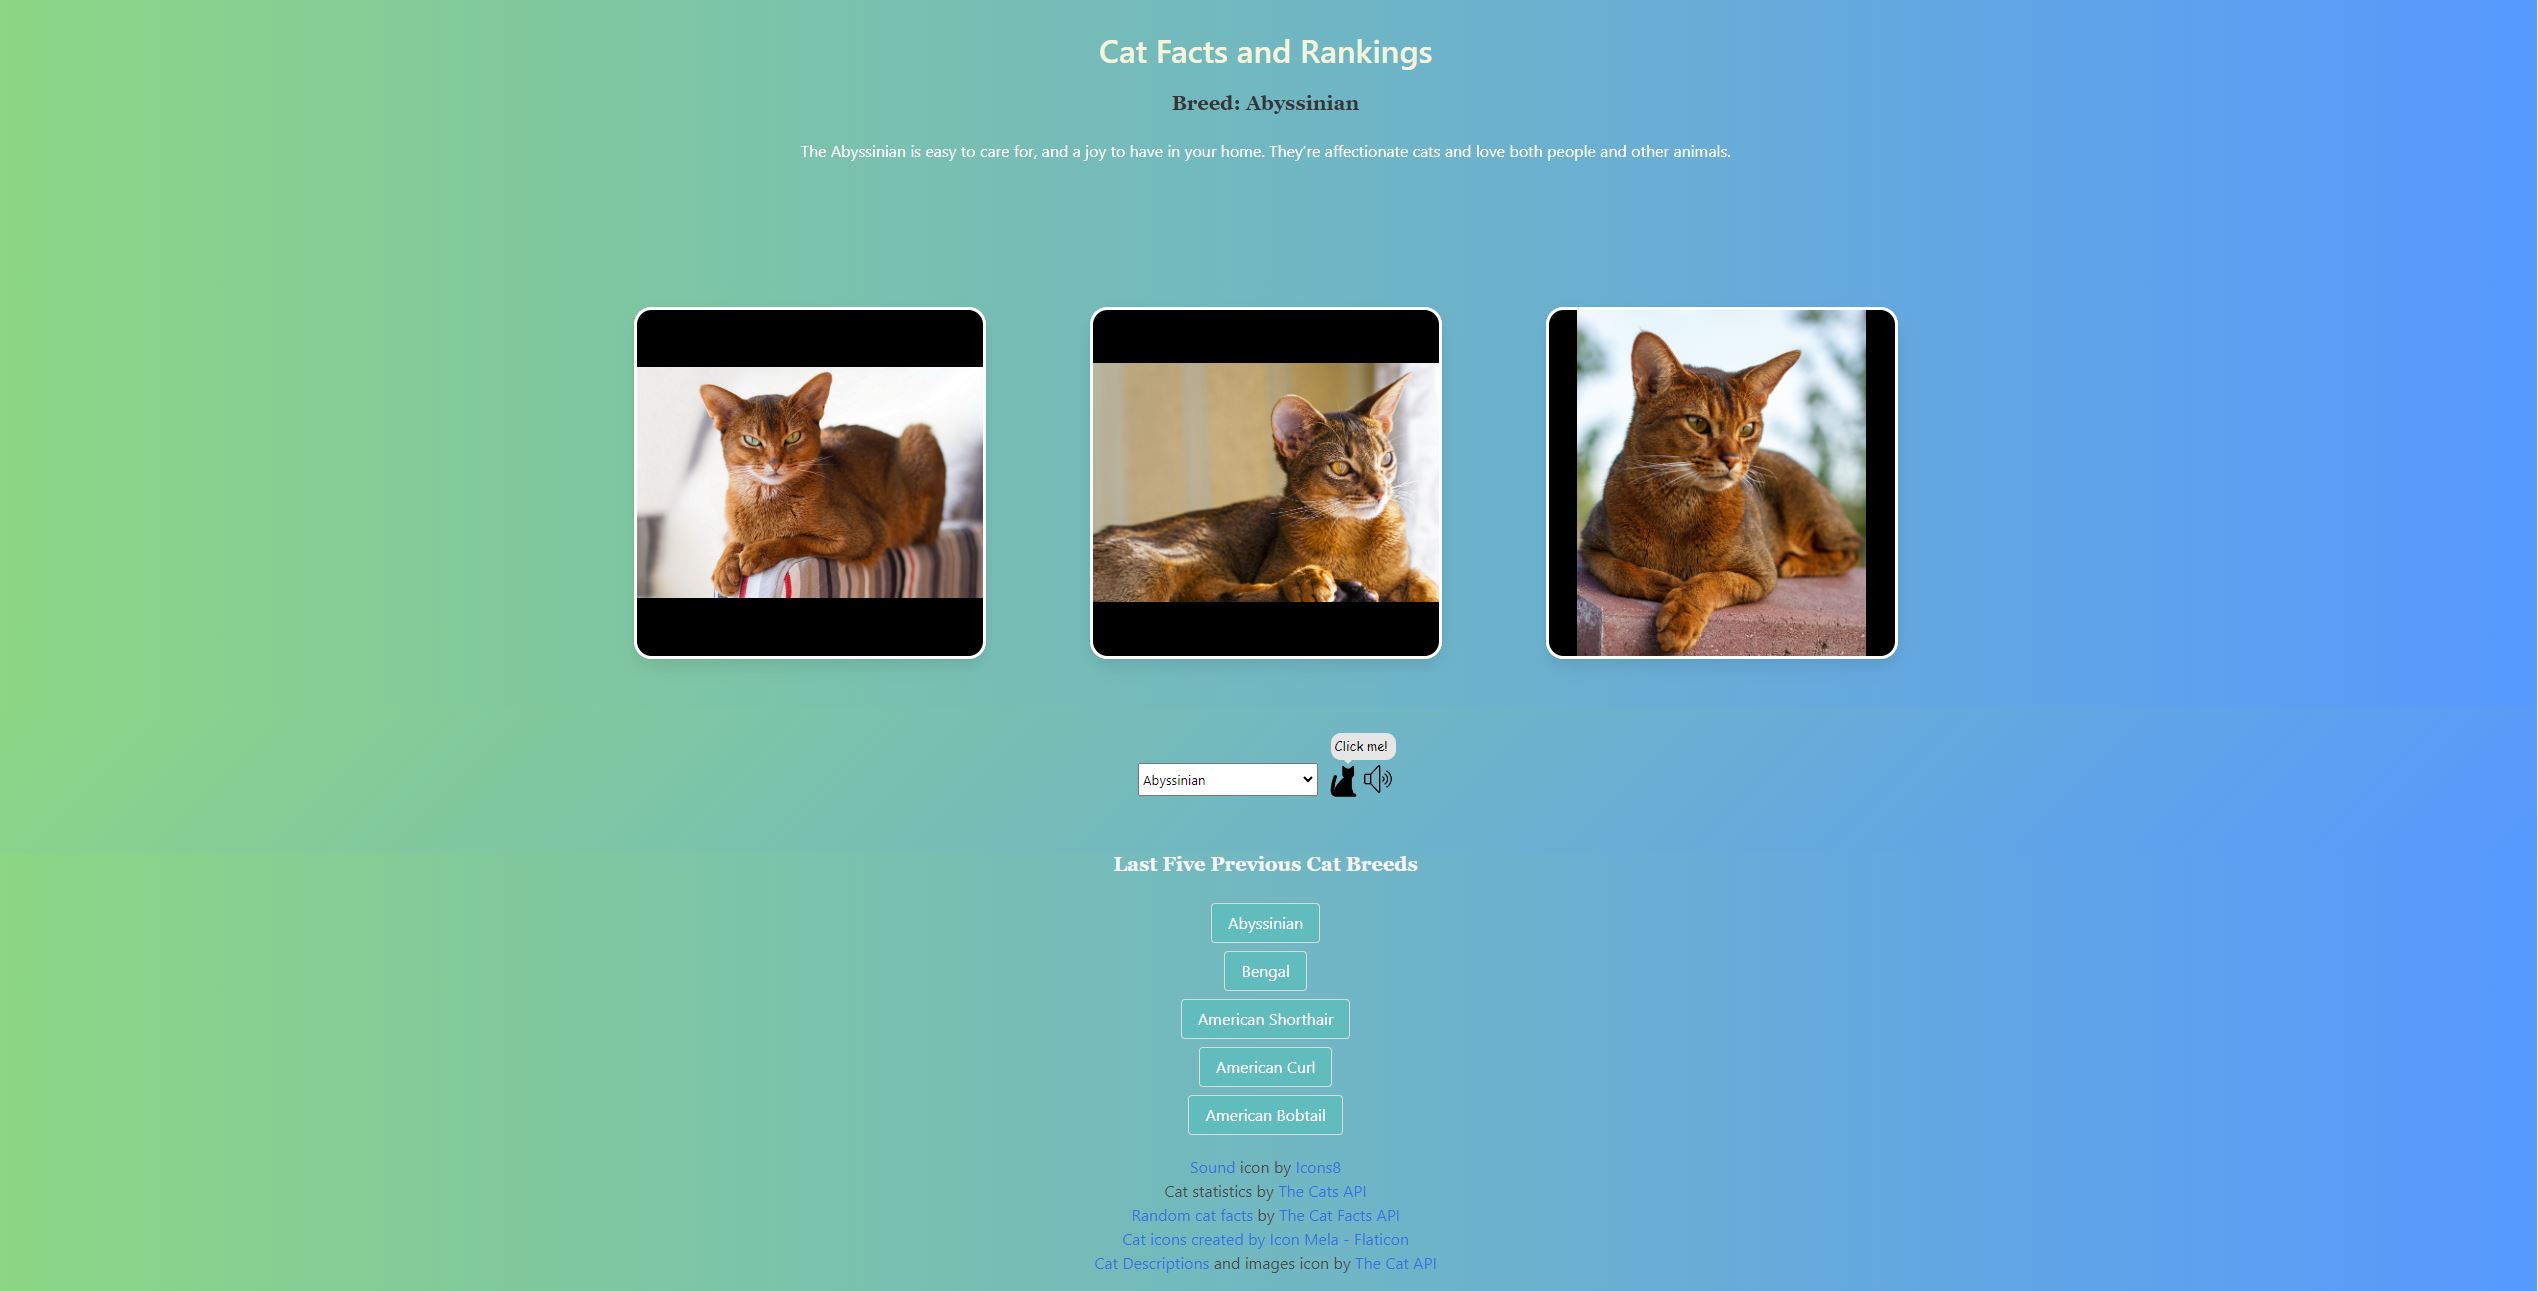 Cat Facts and Rankings
Breed: Abyssinian
The Abyssinian is easy to care for, and a joy to have in your home. They’re affectionate cats and love both people and other animals.
Click me!
Abyssinian
Last Five Previous Cat Breeds
Abyssinian
Bengal
American Shorthair
American Curl
American Bobtail
Sound icon by Icons8
Cat statistics by The Cats API
Random cat facts by The Cat Facts API
Cat icons created by Icon Mela - Flaticon
Cat Descriptions and images icon by The Cat API